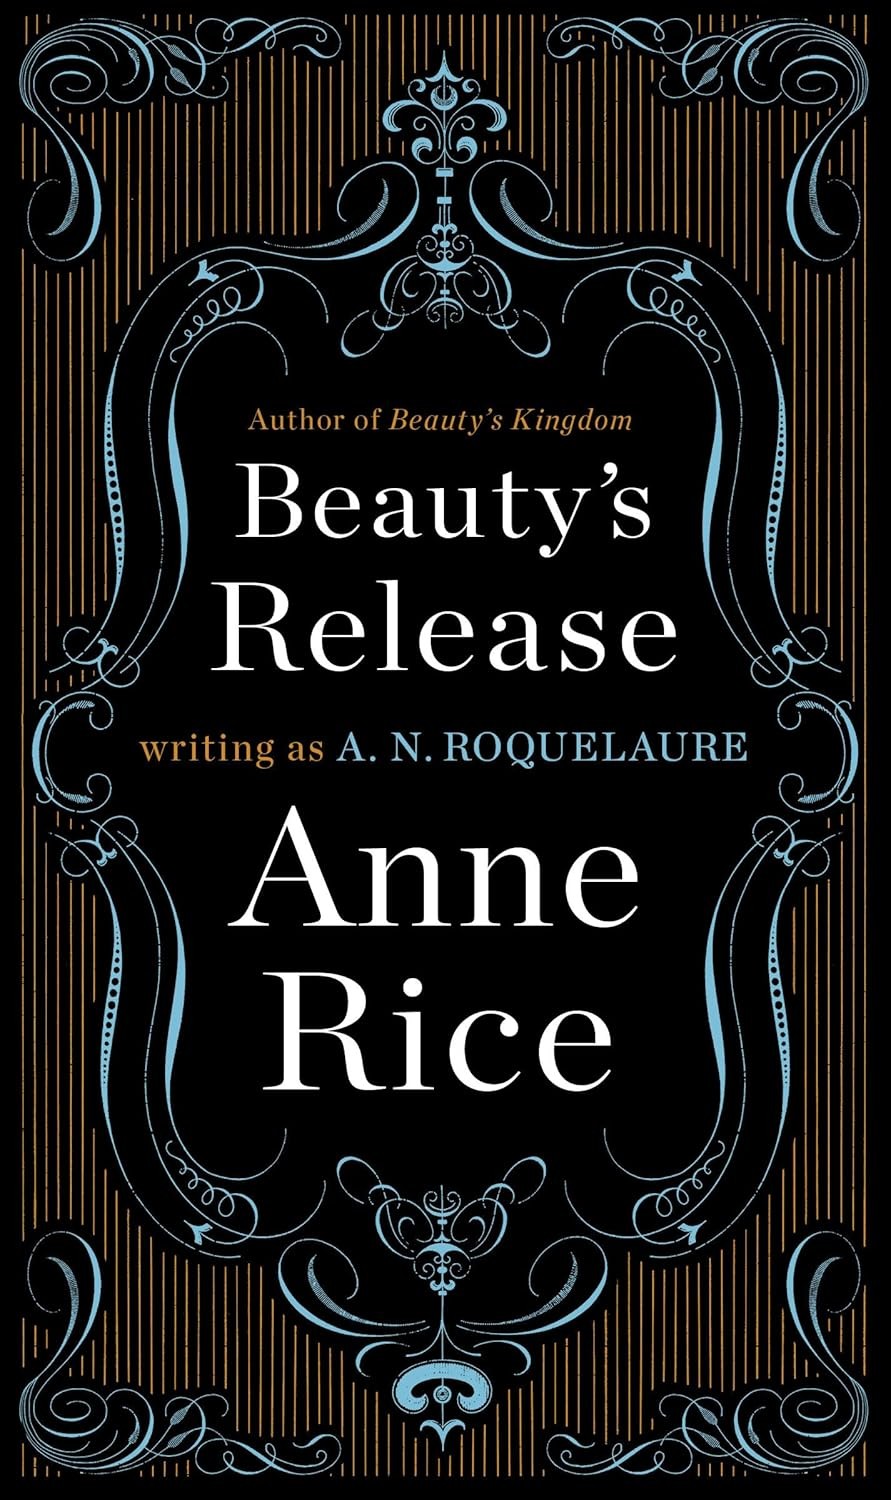 Author of Beauty's Kingdom
Beauty's
Release
writing as A. N. ROQUELAURE
Anne
Rice